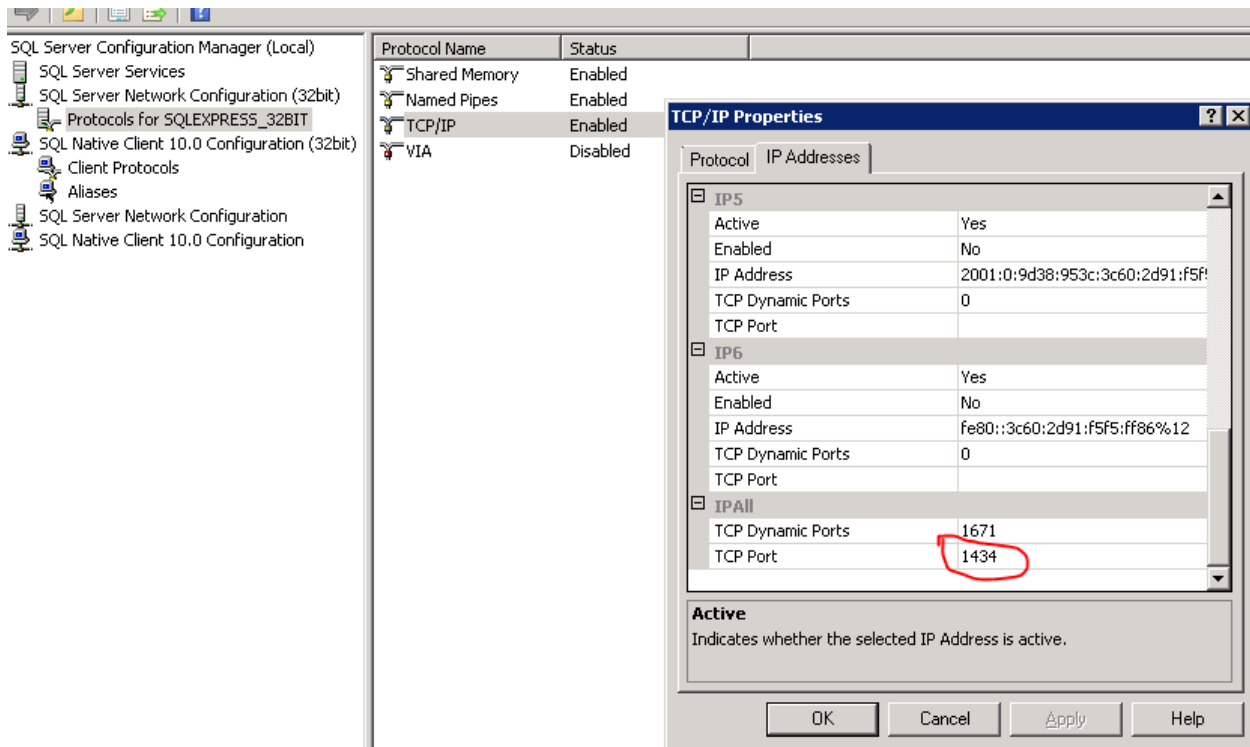 SQL Server Configuration Manager (Local)
SQL Server Services
SQL Server Network Configuration (32bit)
Protocols for SQLEXPRESS_32BIT
SQL Native Client 10.0 Configuration (32bit)
Client Protocols
Aliases
SQL Server Network Configuration
SQL Native Client 10.0 Configuration
Protocol Name Status
Shared Memory Enabled
Named Pipes Enabled
TCP/IP Enabled
VIA Disabled
TCP/IP Properties
Protocol IP Addresses
IP5
Active Yes
Enabled No
IP Address 2001:0:9d38:953c:3c60:2d91:f5f
TCP Dynamic Ports 0
TCP Port
IP6
Active Yes
Enabled No
IP Address fe80::3c60:2d91:f5f5:ff86%12
TCP Dynamic Ports 0
TCP Port
IPAll
TCP Dynamic Ports 1671
TCP Port 1434
Active
Indicates whether the selected IP Address is active.
OK Cancel Apply Help